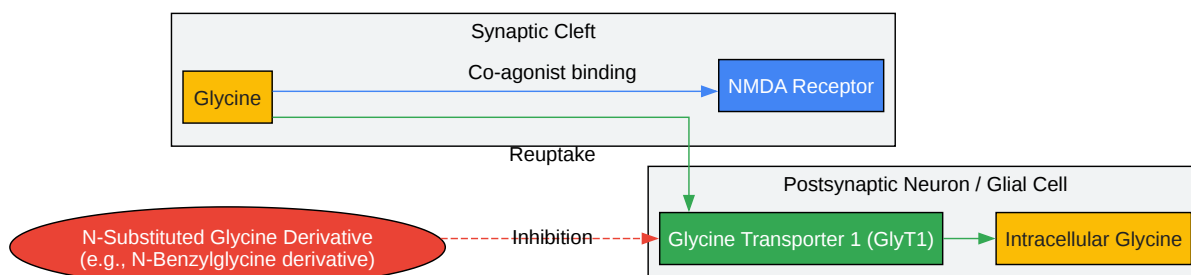 Synaptic Cleft
Co-agonist binding
Glycine
NMDA Receptor
Reuptake
Postsynaptic Neuron / Glial Cell
N-Substituted Glycine Derivative
(e.g., N-Benzylglycine derivative)
Inhibition
Glycine Transporter 1 (GlyT1)
Intracellular Glycine